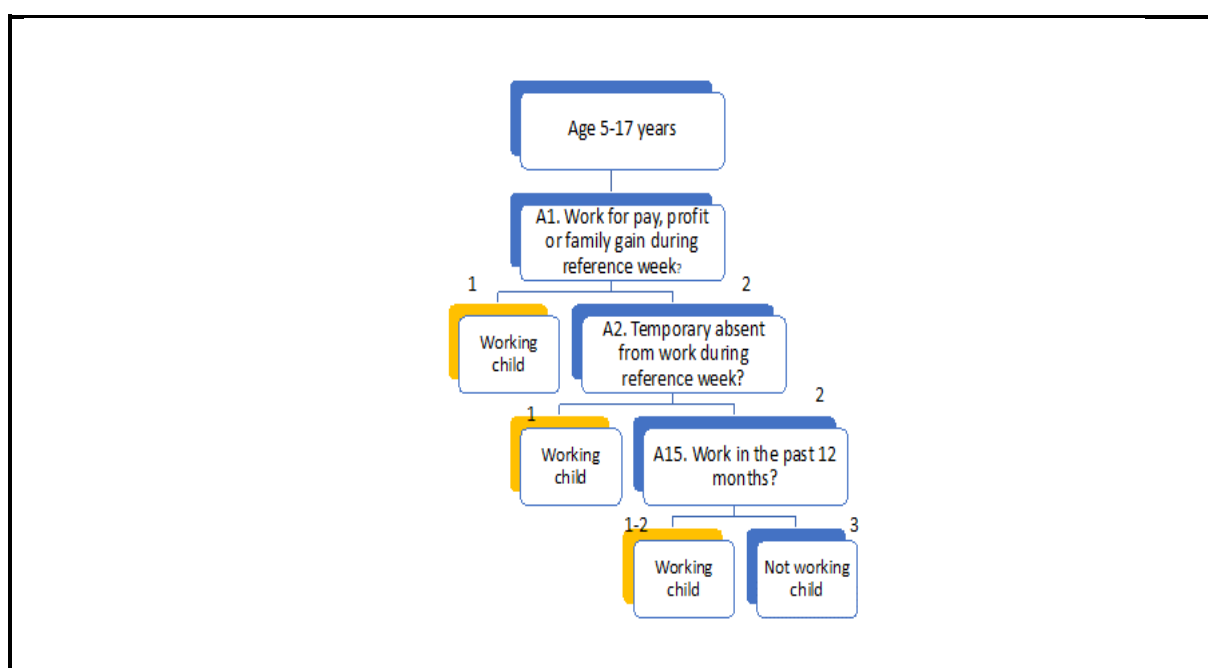 Age 5-17 years
A1. Work for pay, profit
or family gain during
reference week?
1
2
Working
child
A2. Temporary absent
from work during
reference week?
1
2
Working
child
A15. Work in the past 12
months?
1-2
3
Working
child
Not working
child